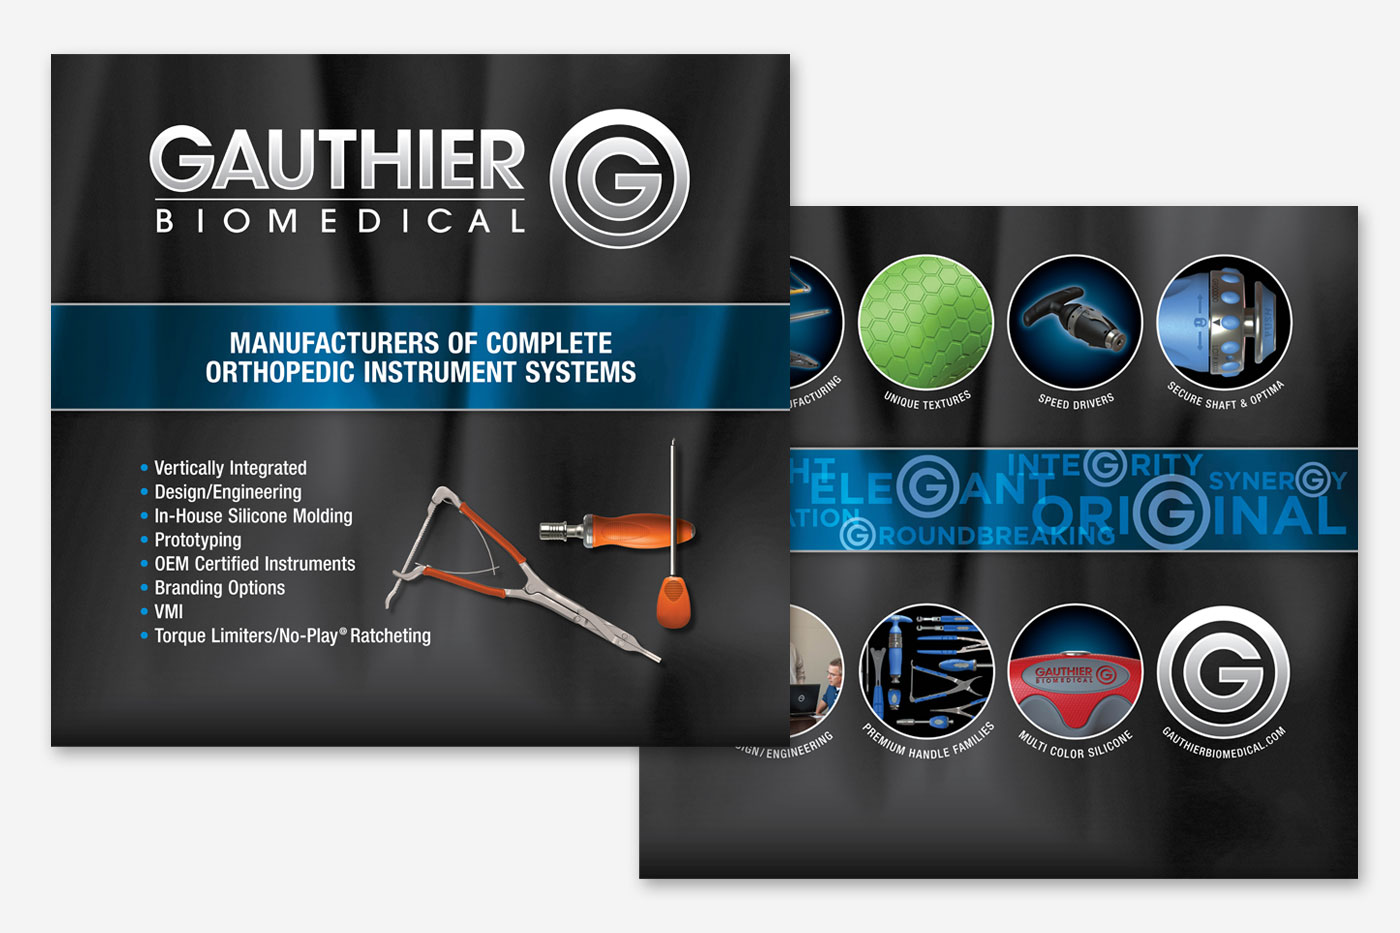 GAUTHIER
BIOMEDICAL
G
MANUFACTURERS OF COMPLETE
ORTHOPEDIC INSTRUMENT SYSTEMS
• Vertically Integrated
• Design/Engineering
• In-House Silicone Molding
• Prototyping
• OEM Certified Instruments
• Branding Options
• VMI
• Torque Limiters/No-Play® Ratcheting
UNIQUE TEXTURES
SPEED DRIVERS
SECURE SHAFT & OPTIMA
INTEGRITY
ELEGANT
SYNERGY
ORIGINAL
GROUNDBREAKING
GAUTHIER G
BIOMEDICAL
G
/ENGINEERING
PREMIUM HANDLE FAMILIES
MULTI COLOR SILICONE
GAUTHIERBIOMEDICAL.COM